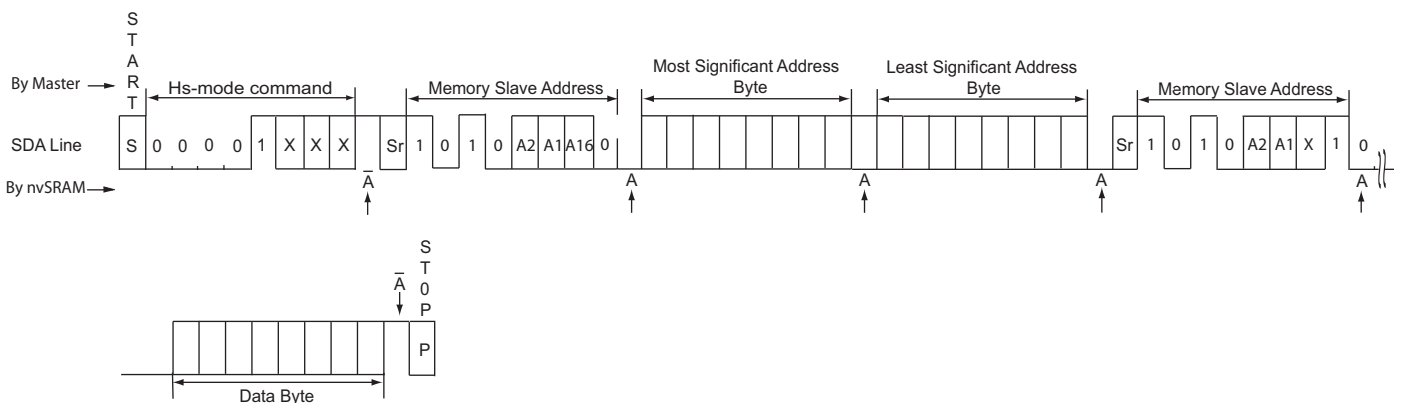 START
Most Significant Address Byte
Least Significant Address Byte
By Master
Hs-mode command
Memory Slave Address
Memory Slave Address
SDA Line
S 0 0 0 0 1 X X X Sr 1 0 1 0 A2 A1 A16 0 Sr 1 0 1 0 A2 A1 X 1 0
By nvSRAM
A̅ A A A A
ST0P
A̅
P
Data Byte